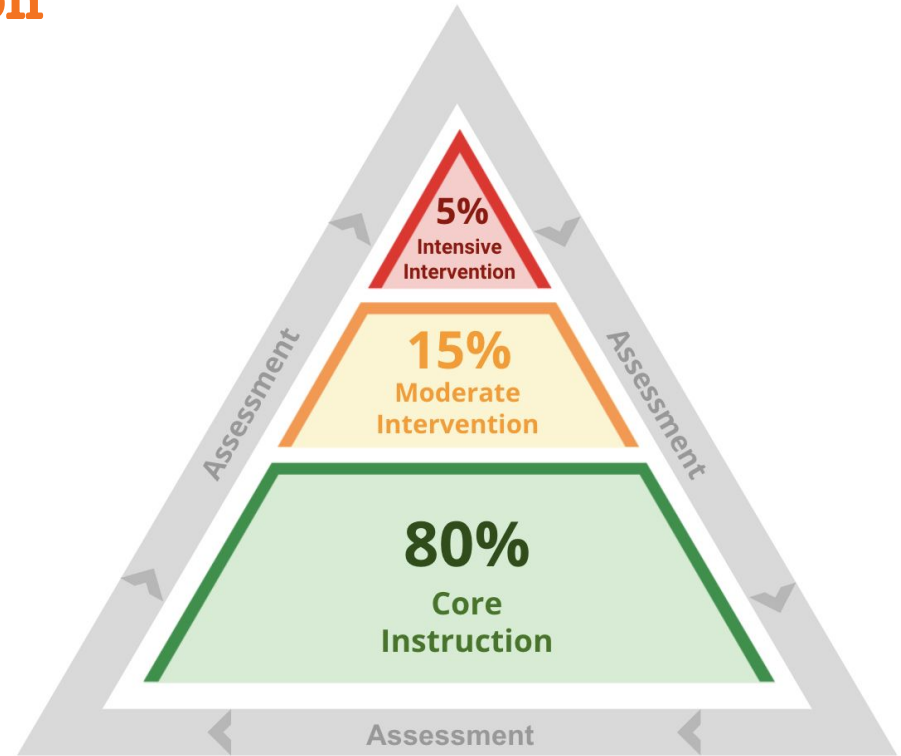 5%
Intensive
Intervention
15%
Moderate
Intervention
Assessment
Assessment
80%
Core
Instruction
Assessment